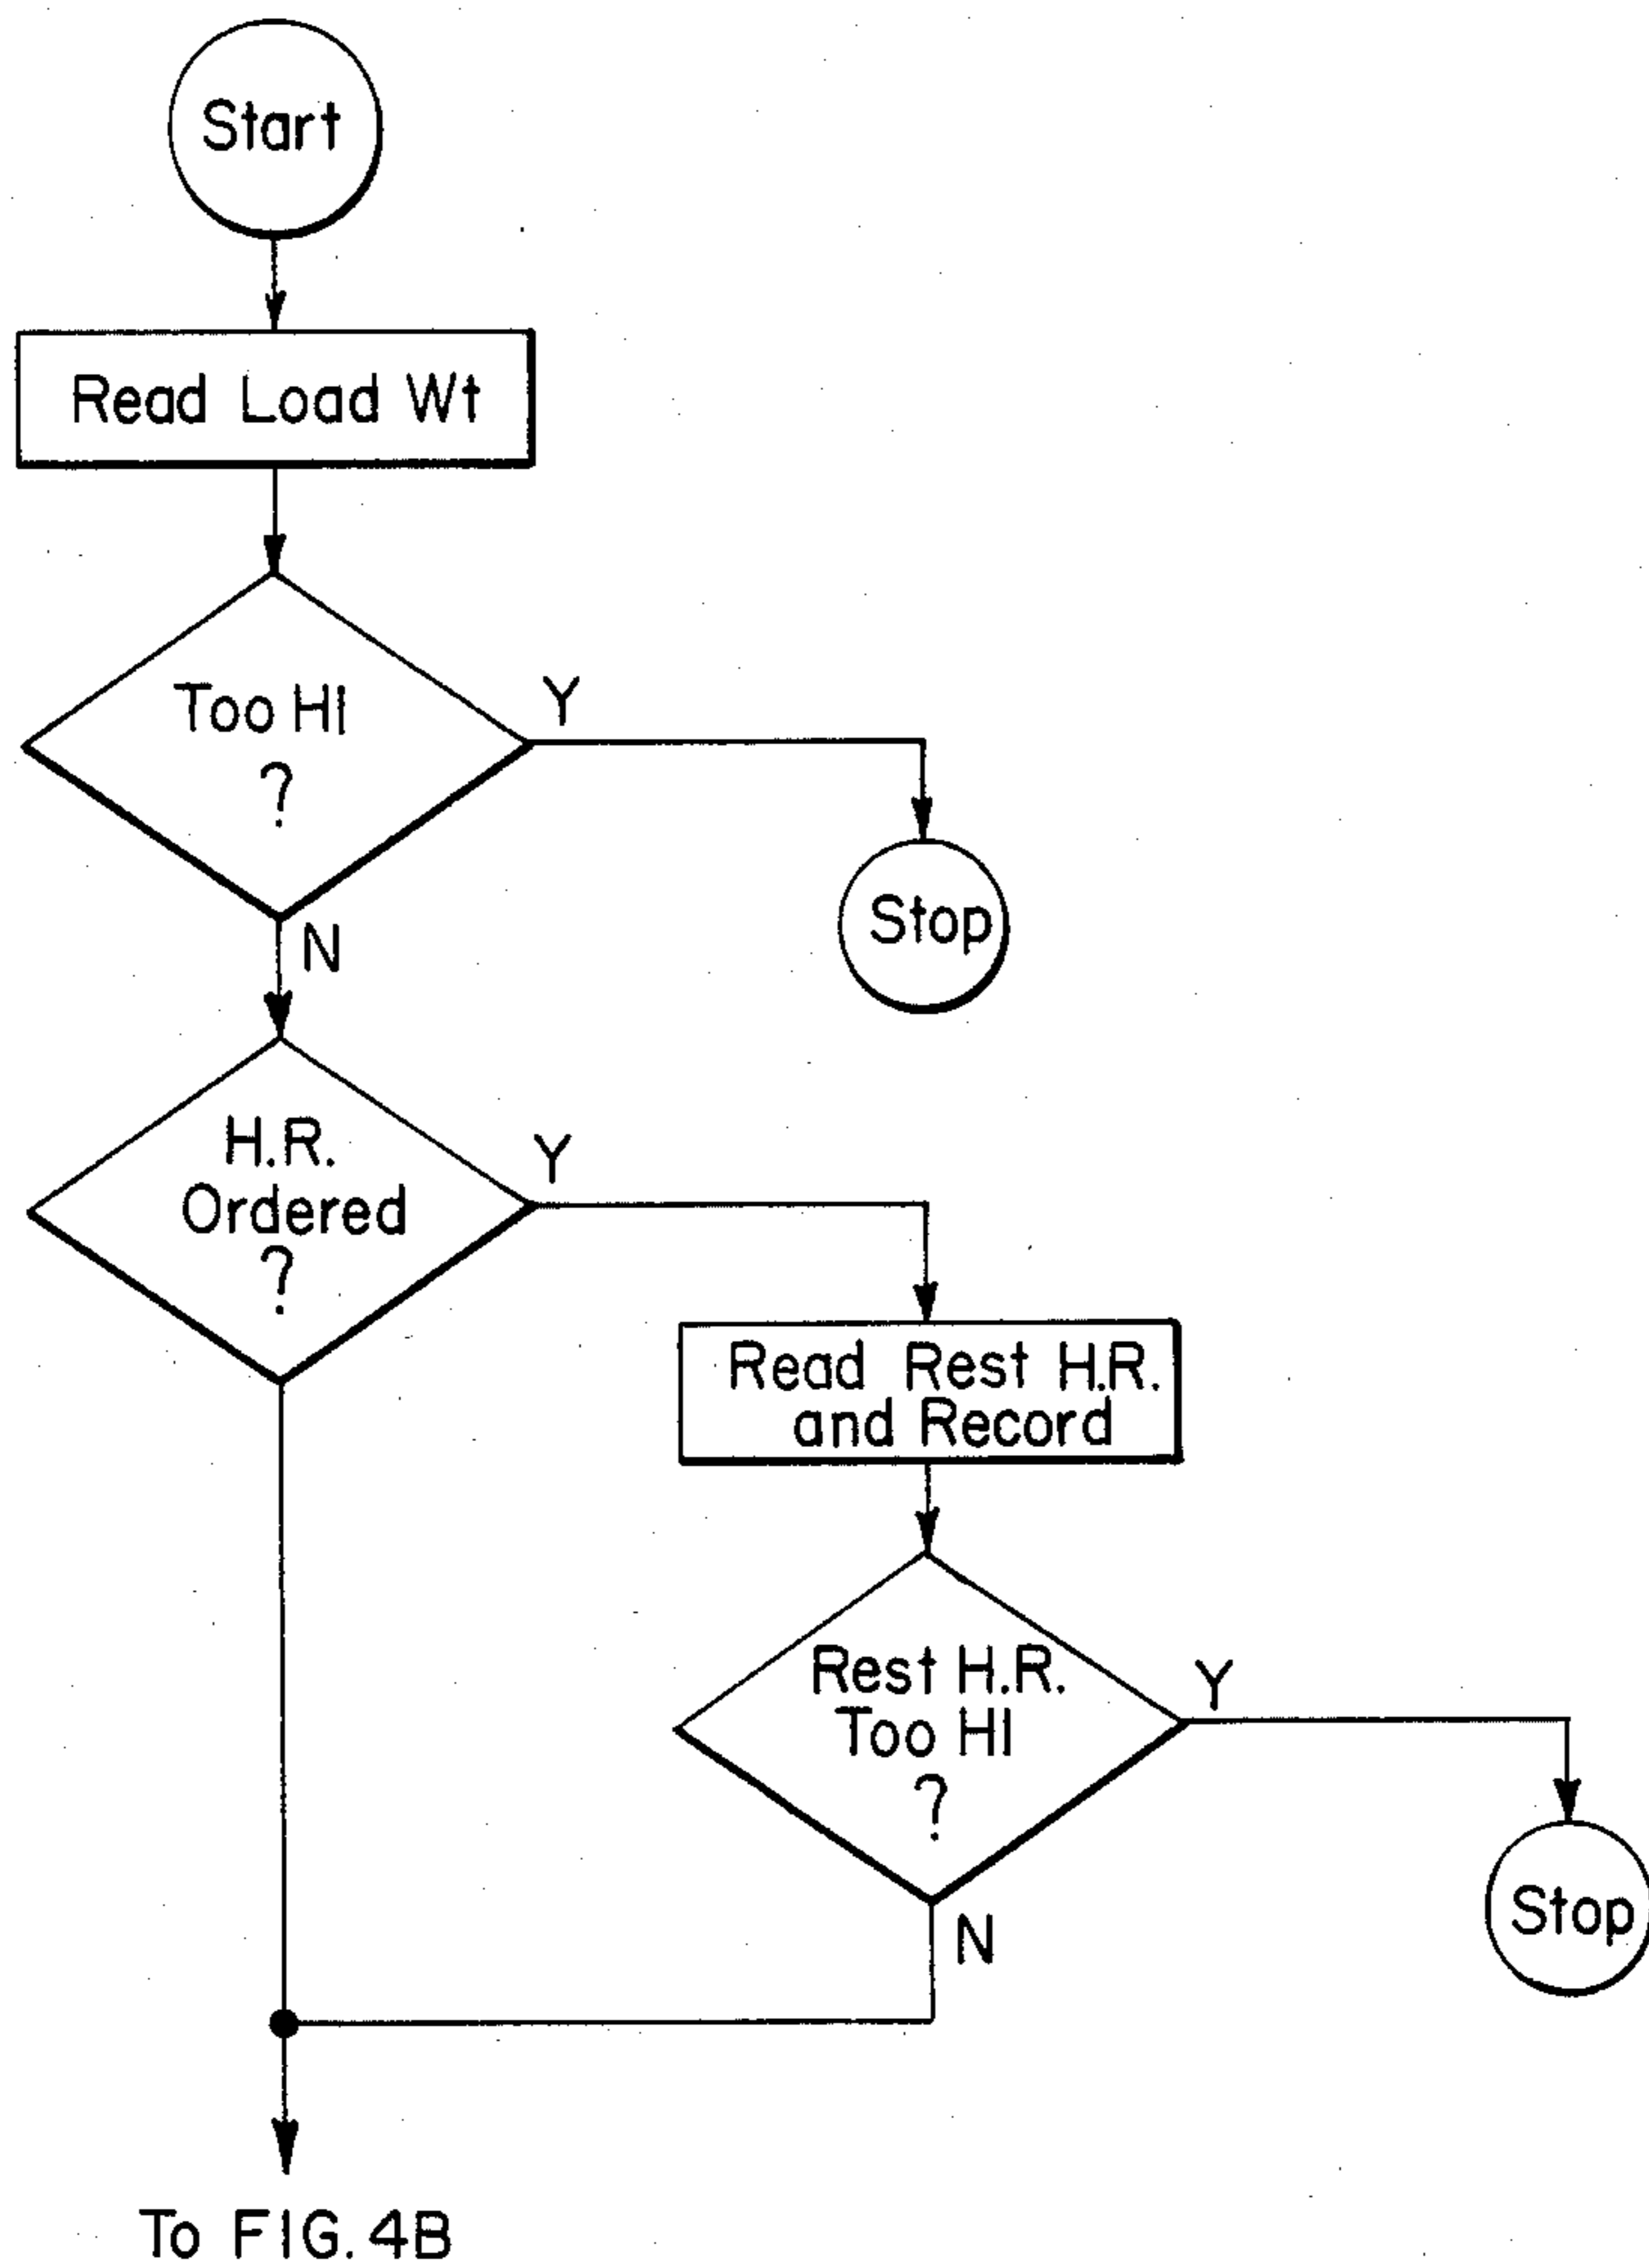 Start
Read Load Wt
Too HI
?
Y
Stop
N
H.R.
Ordered
?
Y
Read Rest H.R.
and Record
Rest H.R.
Too HI
?
Y
Stop
N
To FIG. 4B